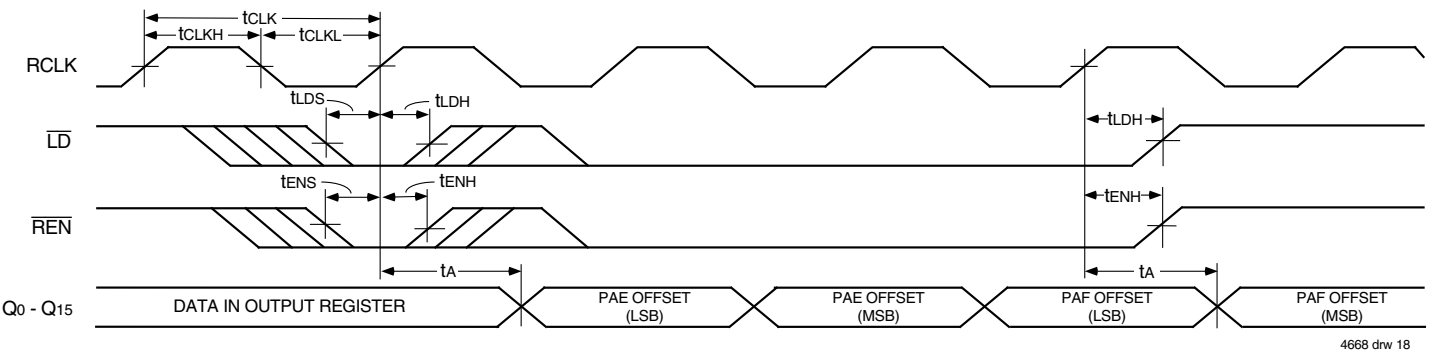 tCLK
tCLKH
tCLKL
RCLK
tLDS
tLDH
tLDH
LD
tENS
tENH
tENH
REN
tA
tA
Q0 - Q15
DATA IN OUTPUT REGISTER
PAE OFFSET
(LSB)
PAE OFFSET
(MSB)
PAF OFFSET
(LSB)
PAF OFFSET
(MSB)
4668 drw 18